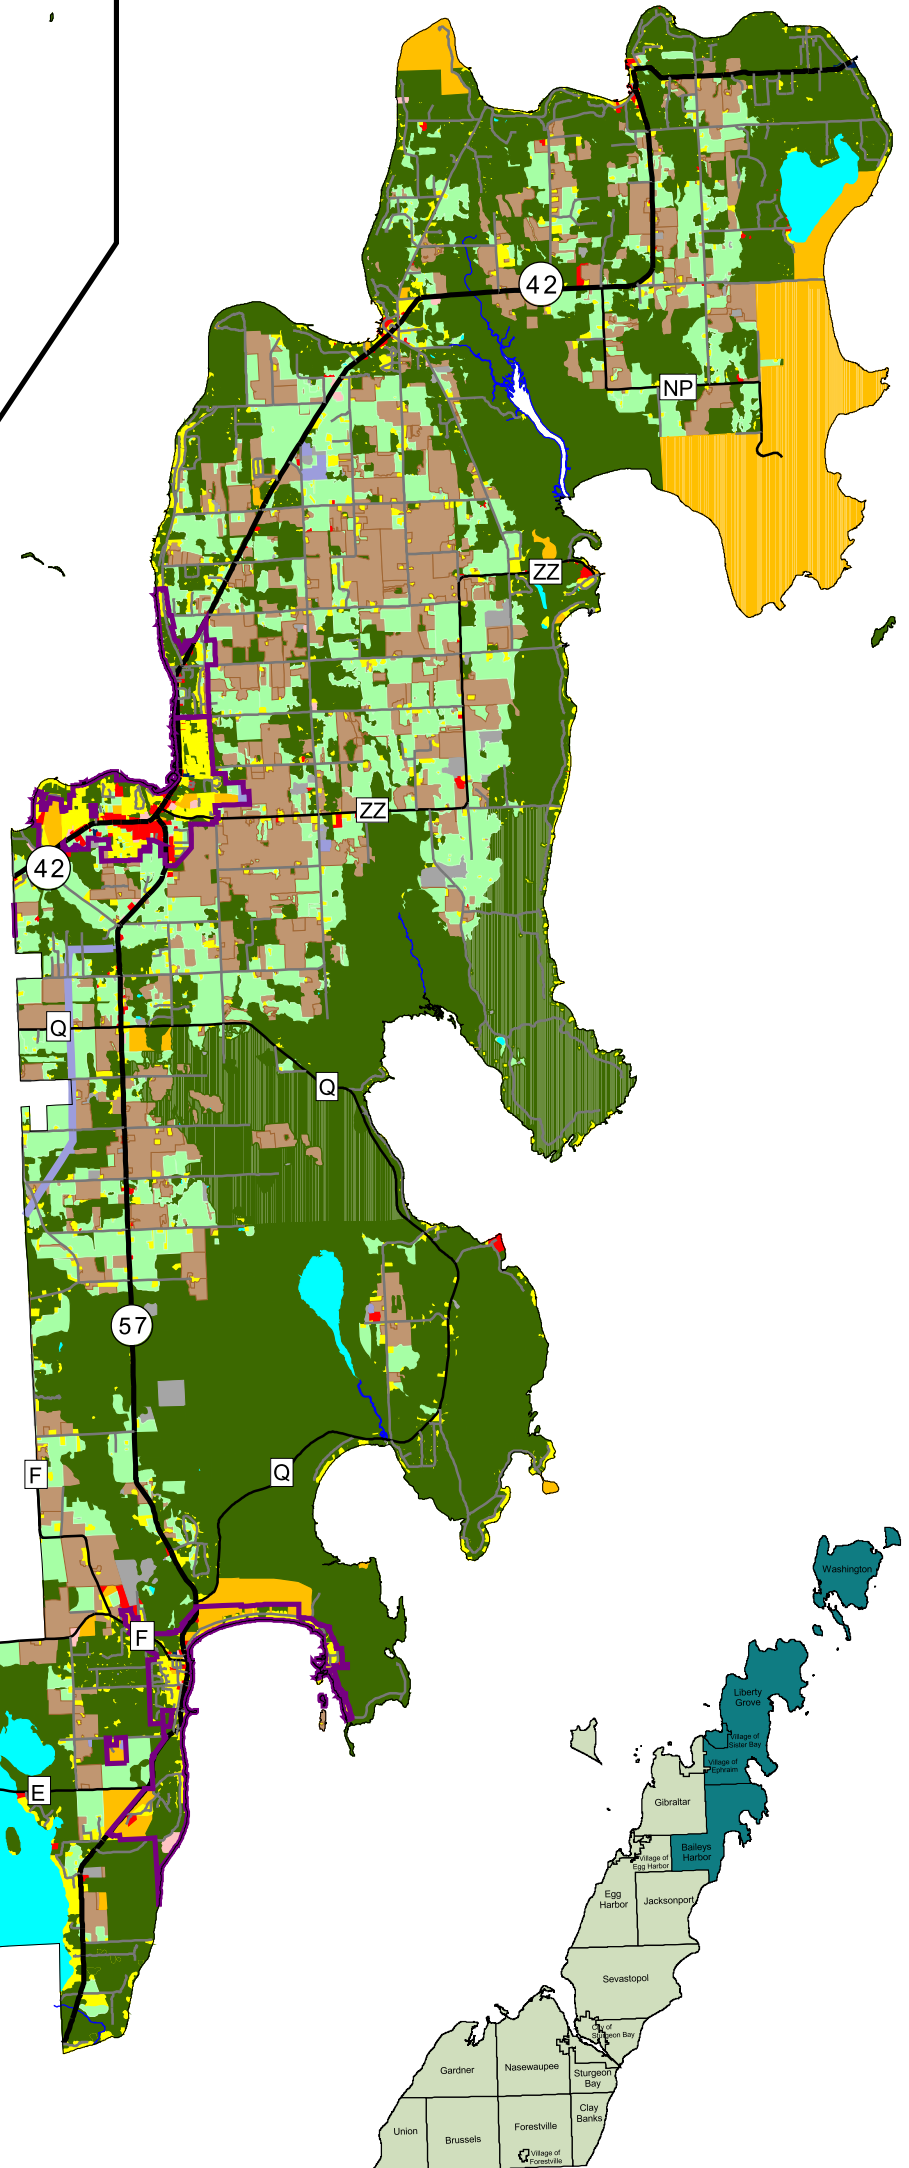 42
NP
ZZ
ZZ
42
Q
Q
57
F
Q
F
E
Washington
Liberty
Grove
Village of
Sister Bay
Village of
Ephraim
Gibraltar
Baileys
Harbor
Village of
Egg Harbor
Egg
Harbor
Jacksonport
Sevastopol
City of
Sturgeon Bay
Gardner
Nasewaupee
Sturgeon
Bay
Clay
Banks
Union
Brussels
Forestville
Village of
Forestville